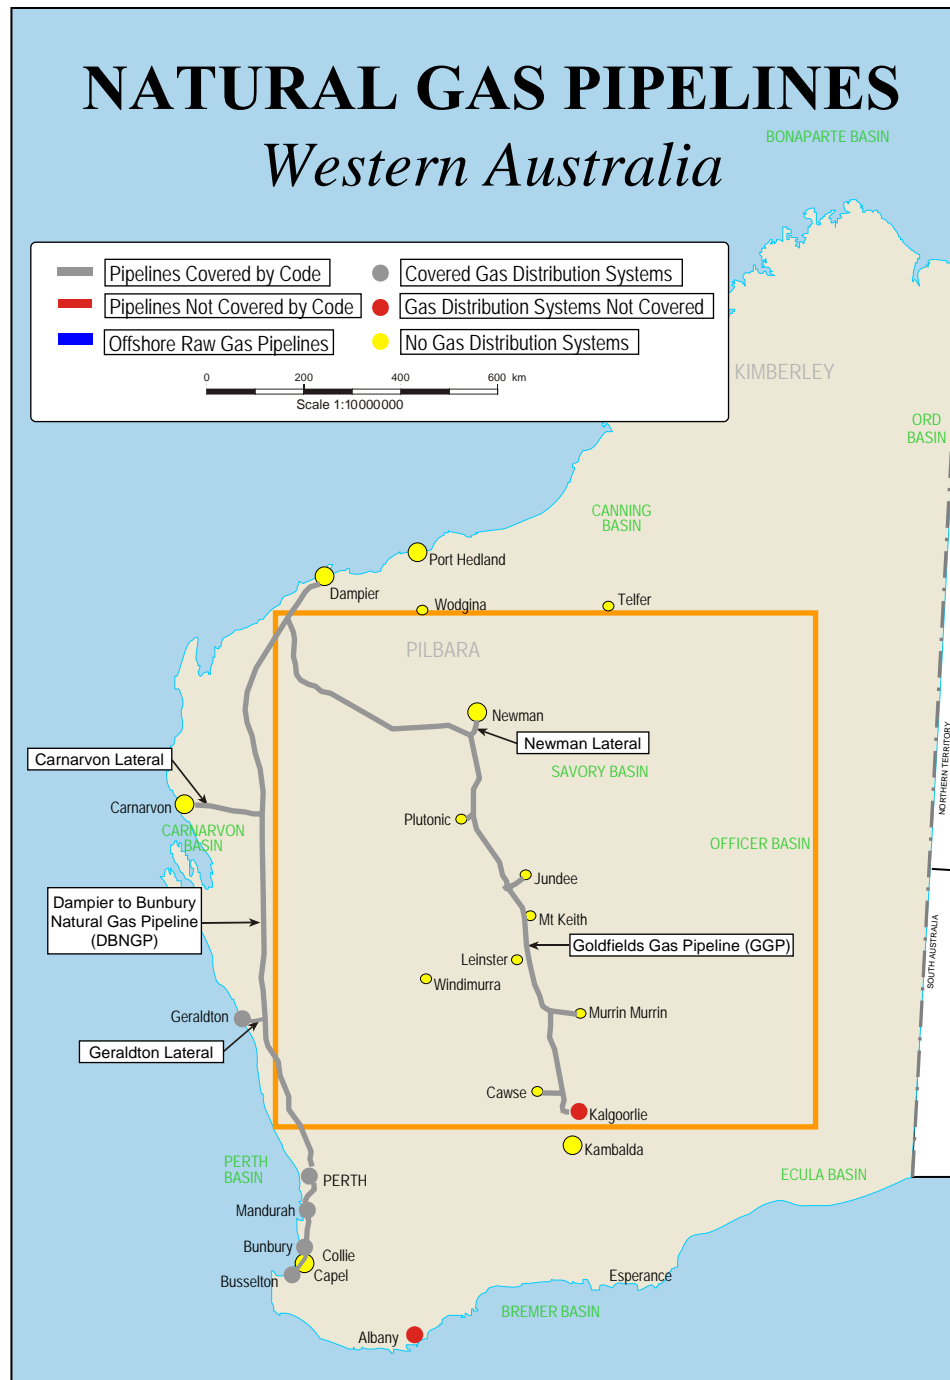 NATURAL GAS PIPELINES
Western Australia
BONAPARTE BASIN
Pipelines Covered by Code
Covered Gas Distribution Systems
Pipelines Not Covered by Code
Gas Distribution Systems Not Covered
Offshore Raw Gas Pipelines
No Gas Distribution Systems
0 200 400 600 km
Scale 1:10000000
KIMBERLEY
ORD
BASIN
CANNING
BASIN
Port Hedland
Dampier
Wodgina
Telfer
PILBARA
Newman
Newman Lateral
Carnarvon Lateral
SAVORY BASIN
NORTHERN TERRITORY
Carnarvon
Plutonic
CARNARVON
BASIN
OFFICER BASIN
Jundee
Dampier to Bunbury
Natural Gas Pipeline
(DBNGP)
Mt Keith
Goldfields Gas Pipeline (GGP)
SOUTH AUSTRALIA
Leinster
Windimurra
Geraldton
Murrin Murrin
Geraldton Lateral
Cawse
Kalgoorlie
Kambalda
PERTH
BASIN
ECULA BASIN
PERTH
Mandurah
Bunbury
Collie
Capel
Busselton
Esperance
BREMER BASIN
Albany